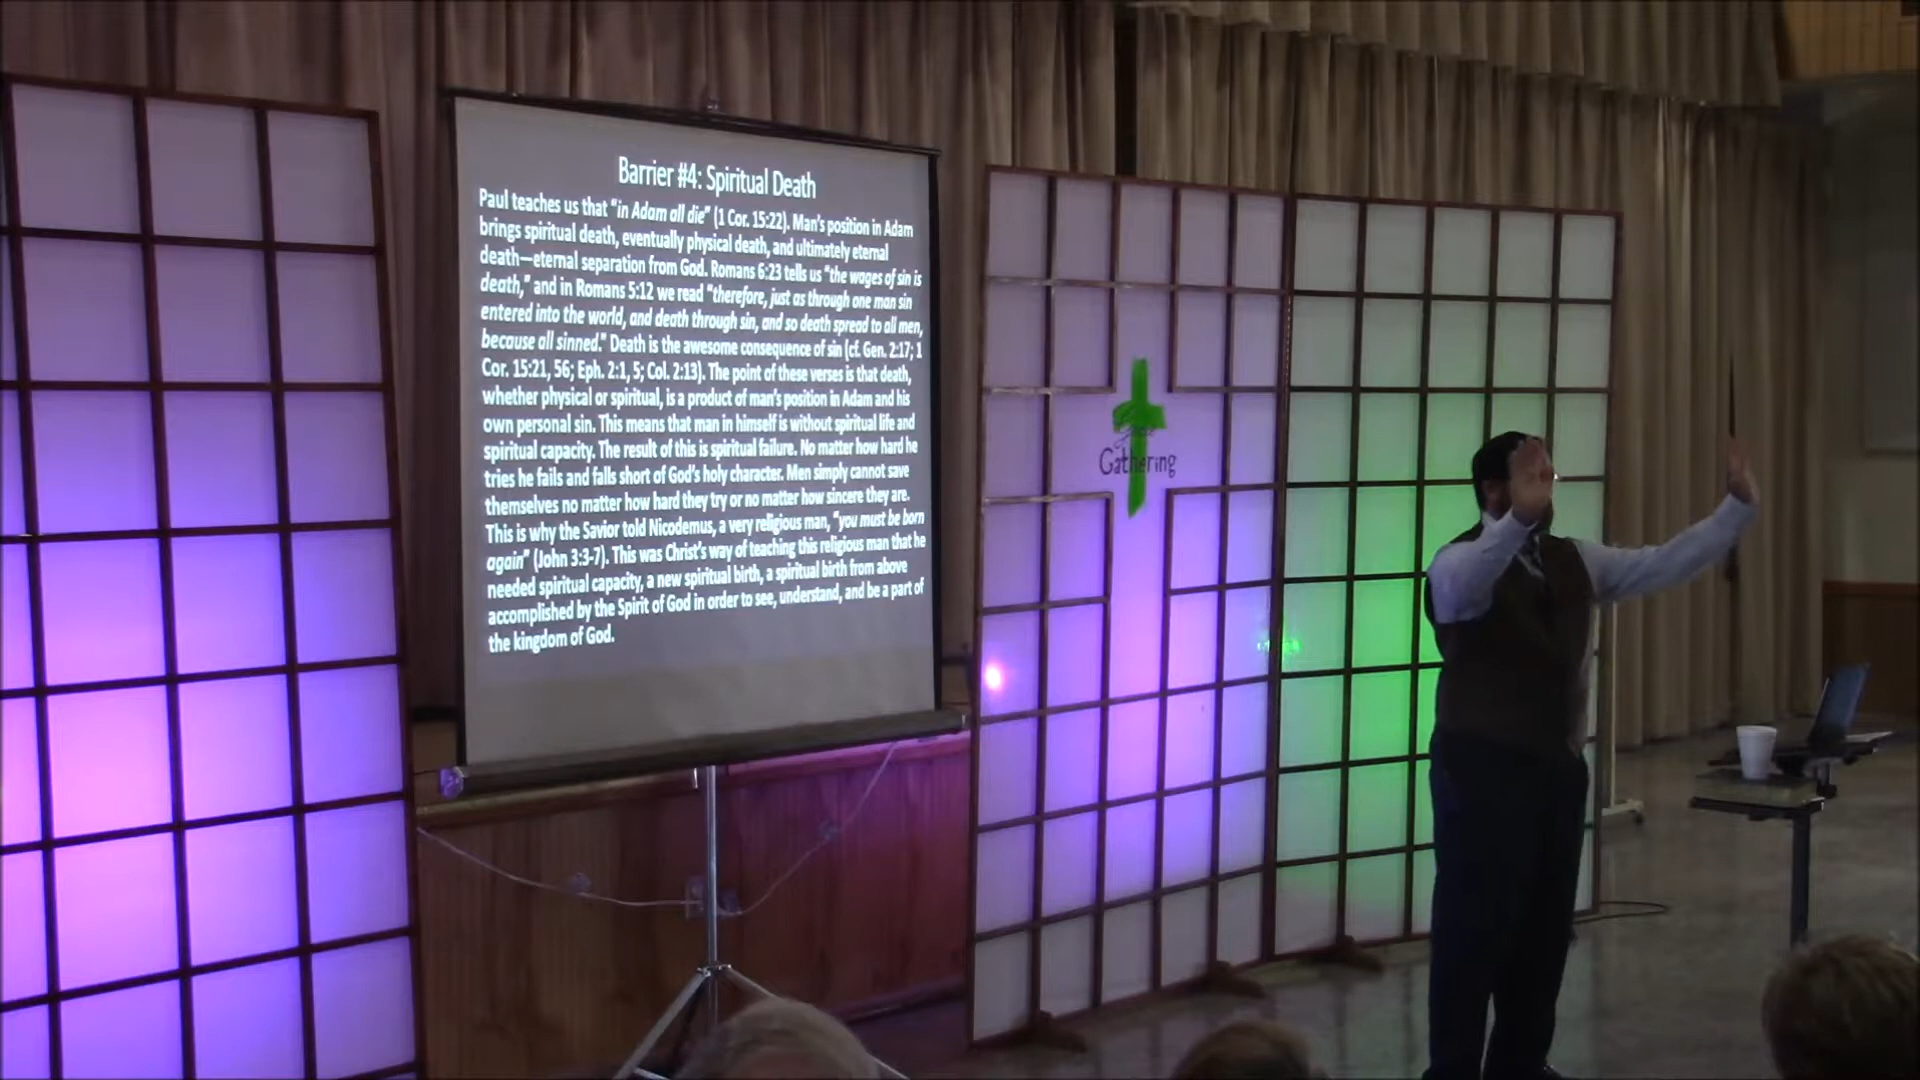 Barrier #4: Spiritual Death
Paul teaches us that "in Adam all die" (1 Cor. 15:22). Man's position in Adam
brings spiritual death, eventually physical death, and ultimately eternal
death—eternal separation from God. Romans 6:23 tells us "the wages of sin is
death," and in Romans 5:12 we read "therefore, just as through one man sin
entered into the world, and death through sin, and so death spread to all men,
because all sinned." Death is the awesome consequence of sin (cf. Gen. 2:17; 1
Cor. 15:21, 56; Eph. 2:1, 5; Col. 2:13). The point of these verses is that death,
whether physical or spiritual, is a product of man's position in Adam and his
own personal sin. This means that man in himself is without spiritual life and
spiritual capacity. The result of this is spiritual failure. No matter how hard he
tries he fails and falls short of God's holy character. Men simply cannot save
themselves no matter how hard they try or no matter how sincere they are.
This is why the Savior told Nicodemus, a very religious man, "you must be born
again" (John 3:3-7). This was Christ's way of teaching this religious man that he
needed spiritual capacity, a new spiritual birth, a spiritual birth from above
accomplished by the Spirit of God in order to see, understand, and be a part of
the kingdom of God.
Gathering